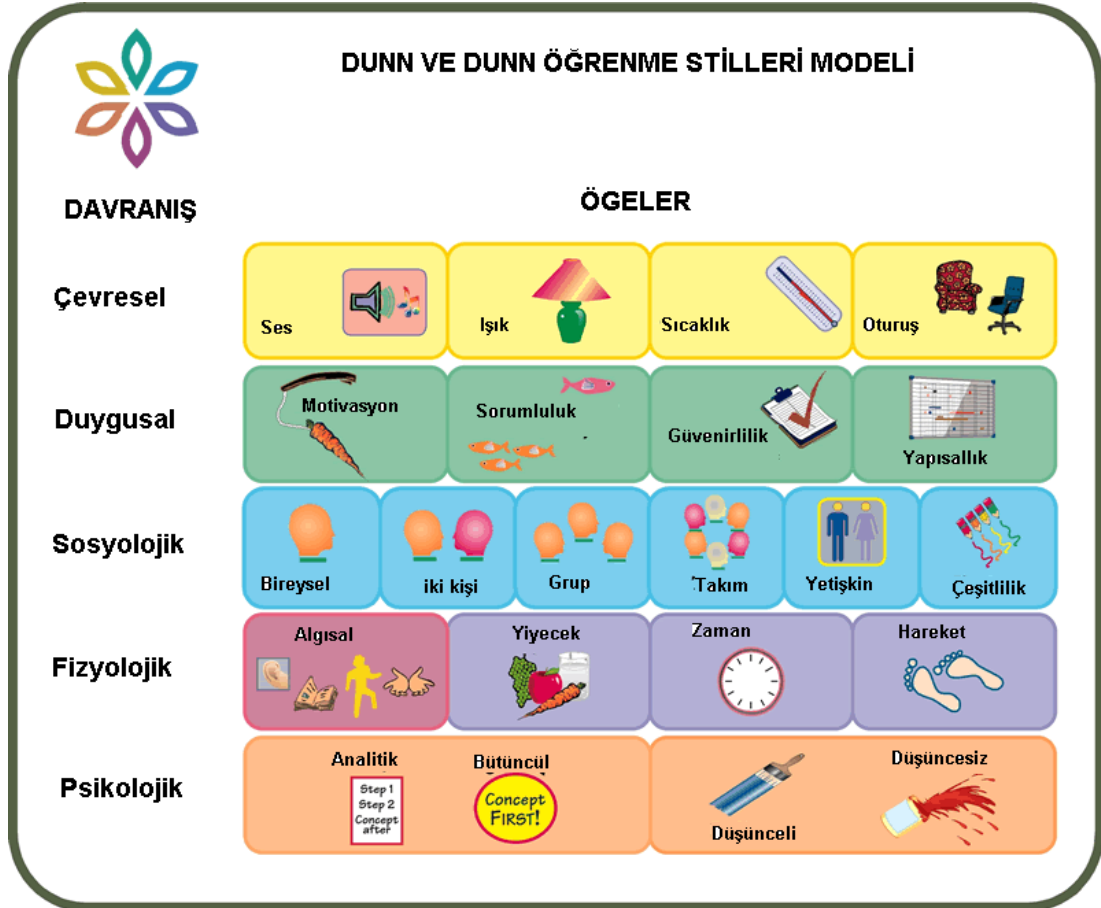 DUNN VE DUNN ÖĞRENME STİLLERİ MODELİ
DAVRANIŞ
ÖGELER
Çevresel
Ses
Işık
Sıcaklık
Oturuş
Duygusal
Motivasyon
Sorumluluk
Güvenirlilik
Yapısallık
Sosyolojik
Bireysel
iki kişi
Grup
Takım
Yetişkin
Çeşitlilik
Fizyolojik
Algısal
Yiyecek
Zaman
Hareket
Psikolojik
Analitik
Step 1
Step 2
Concept
after
Bütüncül
Concept
FIRST!
Düşünceli
Düşüncesiz